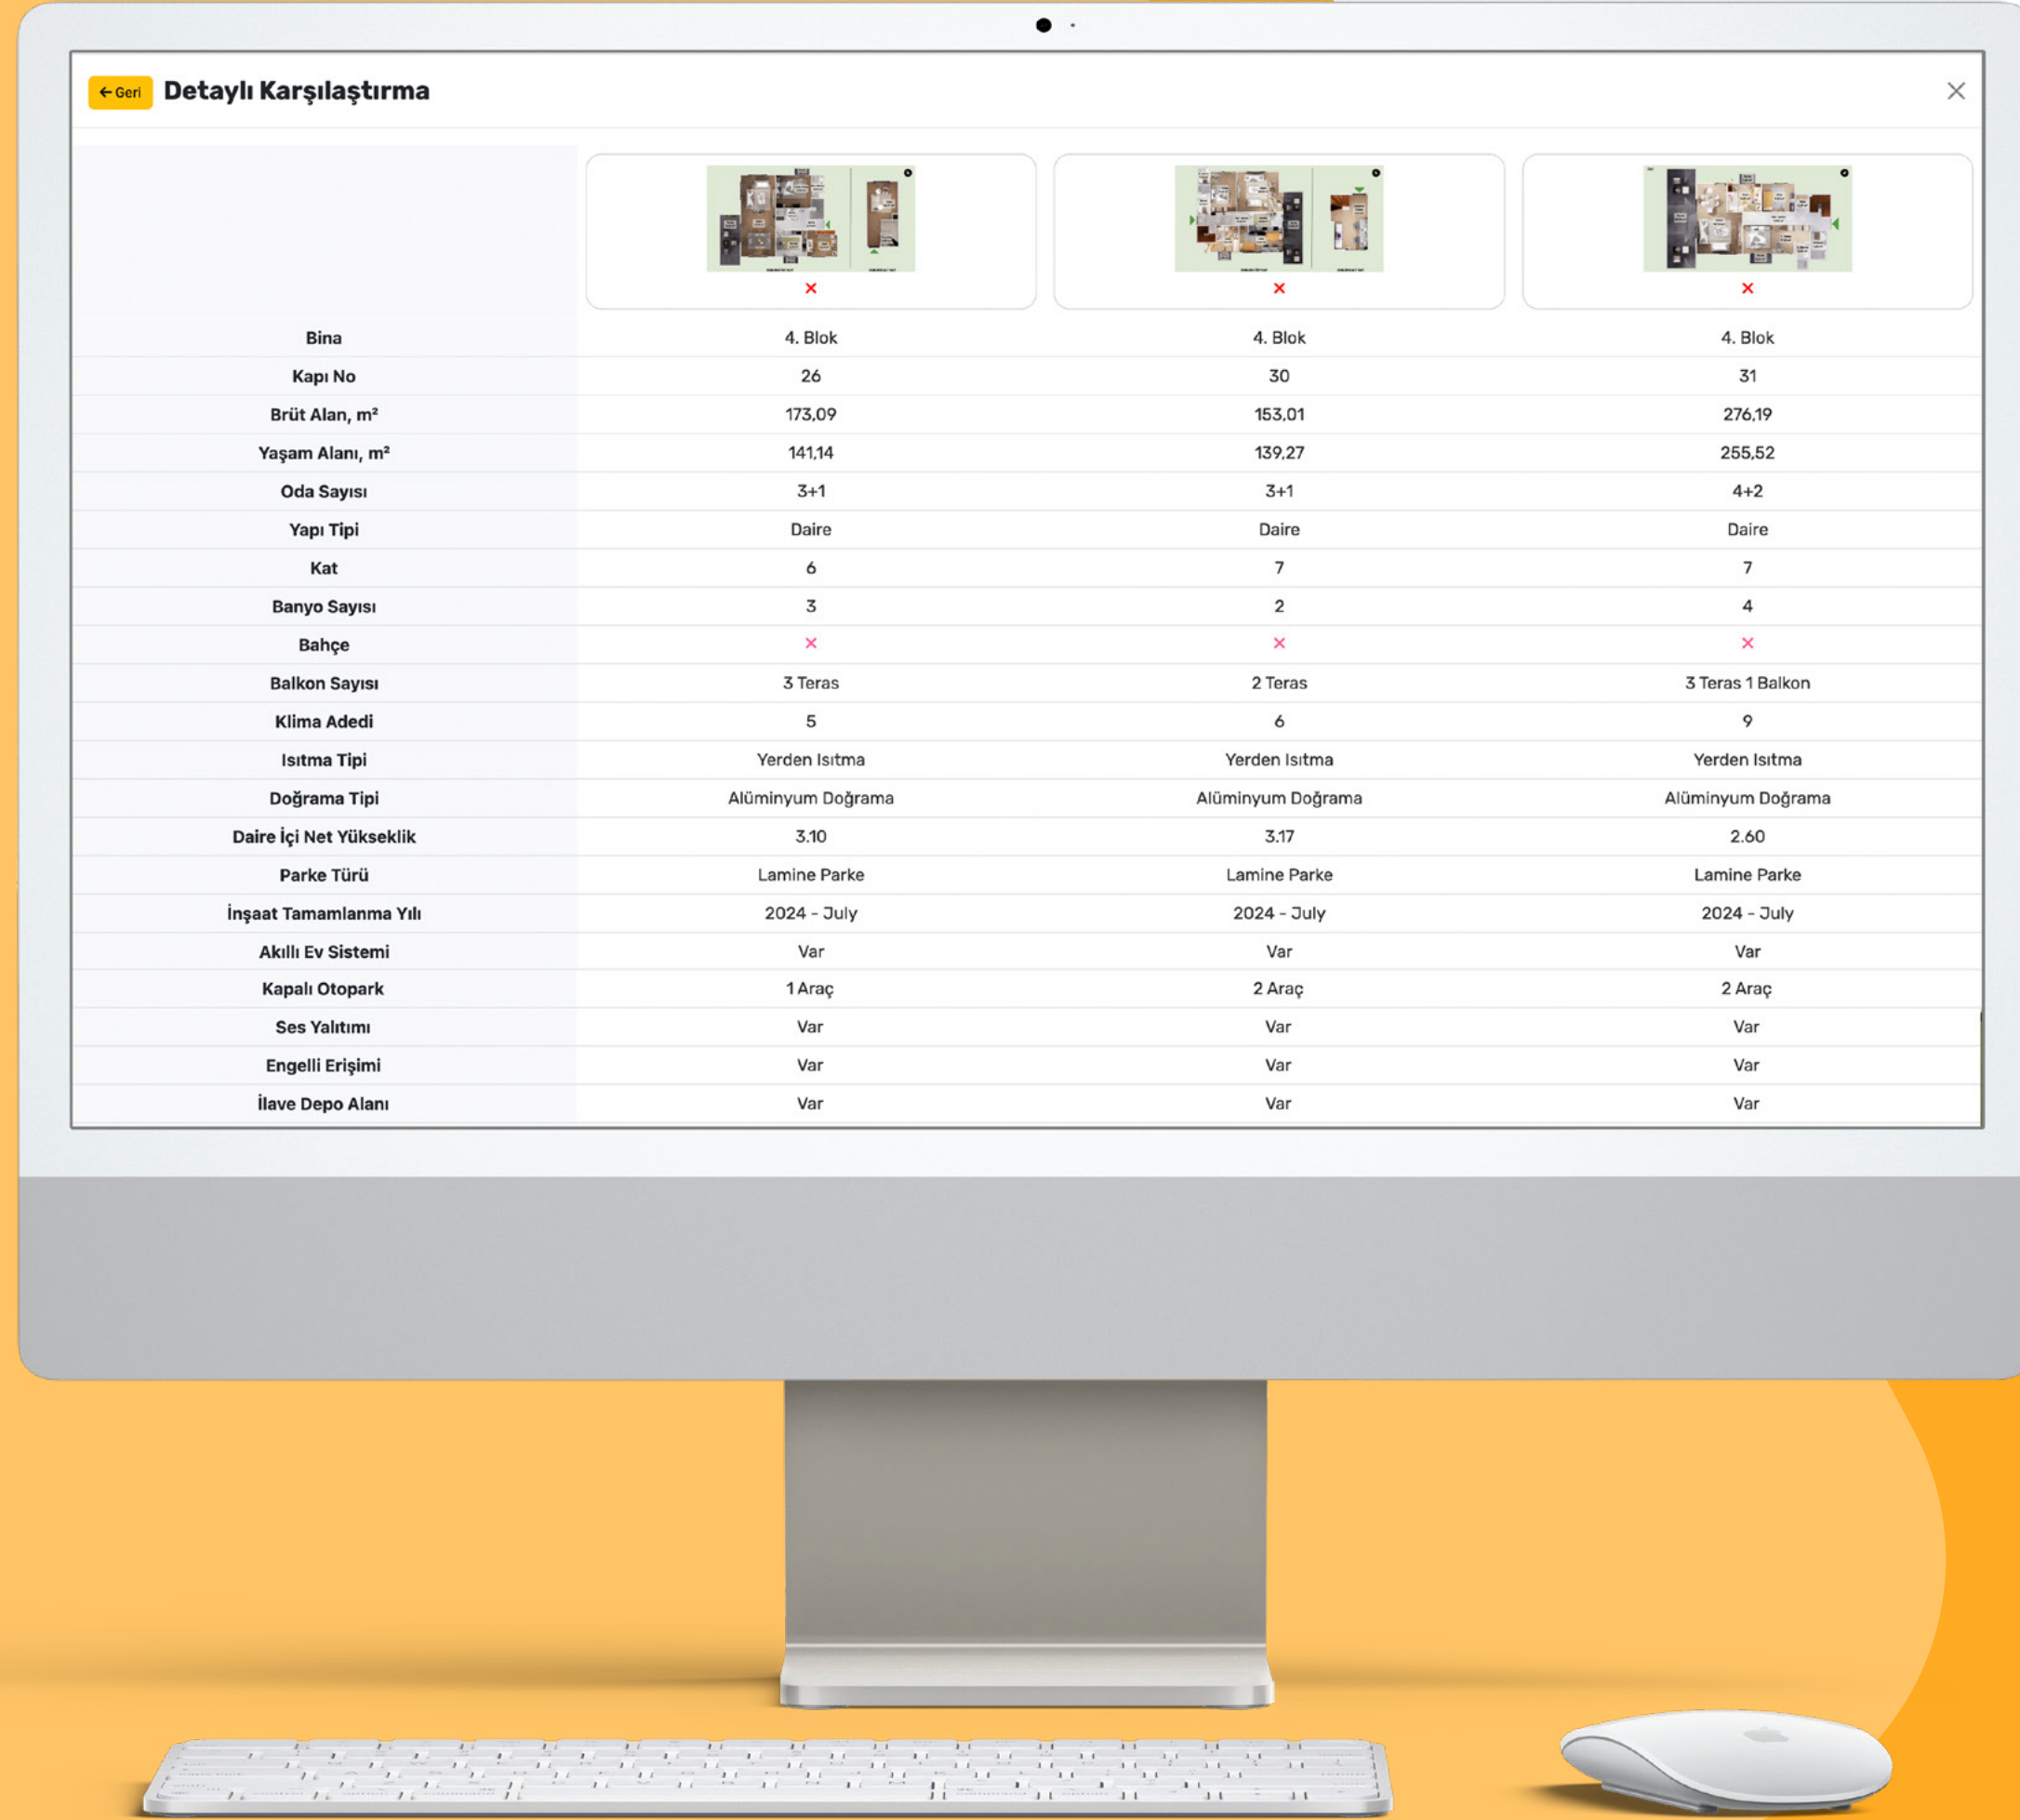 ← Geri Detaylı Karşılaştırma
Bina 4. Blok 4. Blok 4. Blok
Kapı No 26 30 31
Brüt Alan, m² 173,09 153,01 276,19
Yaşam Alanı, m² 141,14 139,27 255,52
Oda Sayısı 3+1 3+1 4+2
Yapı Tipi Daire Daire Daire
Kat 6 7 7
Banyo Sayısı 3 2 4
Bahçe
Balkon Sayısı 3 Teras 2 Teras 3 Teras 1 Balkon
Klima Adedi 5 6 9
Isıtma Tipi Yerden Isıtma Yerden Isıtma Yerden Isıtma
Doğrama Tipi Alüminyum Doğrama Alüminyum Doğrama Alüminyum Doğrama
Daire İçi Net Yükseklik 3.10 3.17 2.60
Parke Türü Lamine Parke Lamine Parke Lamine Parke
İnşaat Tamamlanma Yılı 2024 - July 2024 - July 2024 - July
Akıllı Ev Sistemi Var Var Var
Kapalı Otopark 1 Araç 2 Araç 2 Araç
Ses Yalıtımı Var Var Var
Engelli Erişimi Var Var Var
İlave Depo Alanı Var Var Var